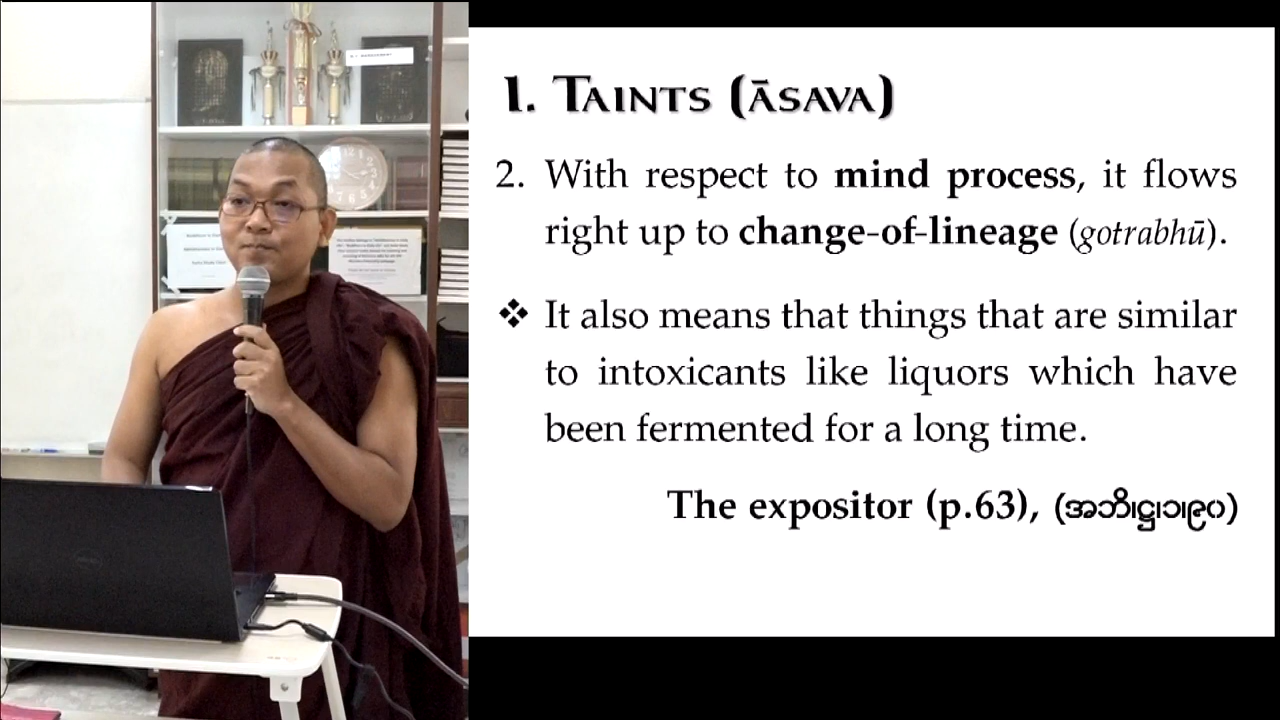 1. Taints (Āsava)
2. With respect to mind process, it flows
right up to change-of-lineage (gotrabhū).
❖ It also means that things that are similar
to intoxicants like liquors which have
been fermented for a long time.
The expositor (p.63), (အဘိ၊ဋ္ဌ၊၁၊၉၀)